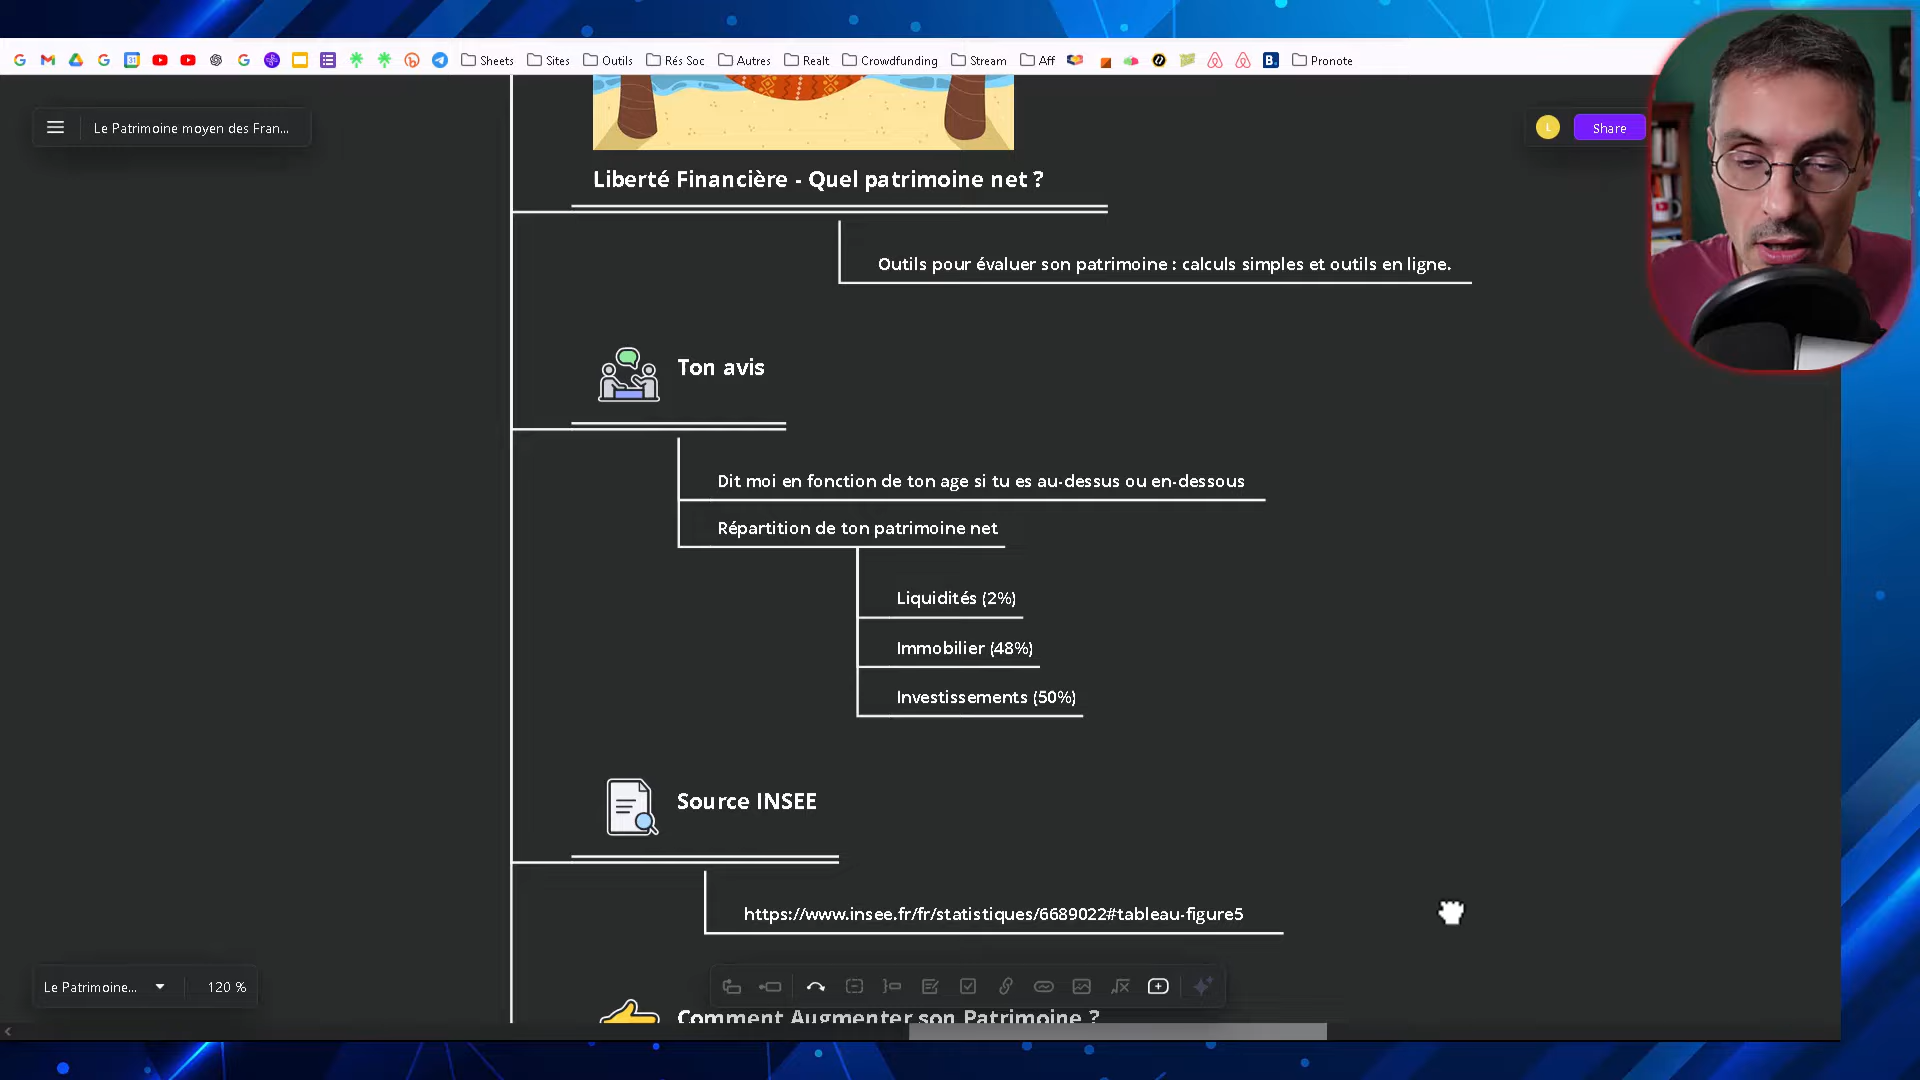 Sheets
Sites
Outils
Rés Soc
Autres
Realt
Crowdfunding
Stream
Aff
Pronote
Le Patrimoine moyen des Fran...
L
Share
Liberté Financière - Quel patrimoine net ?
Outils pour évaluer son patrimoine : calculs simples et outils en ligne.
Ton avis
Dit moi en fonction de ton age si tu es au-dessus ou en-dessous
Répartition de ton patrimoine net
Liquidités (2%)
Immobilier (48%)
Investissements (50%)
Source INSEE
https://www.insee.fr/fr/statistiques/6689022#tableau-figure5
Le Patrimoine...
120 %
Comment Augmenter son Patrimoine ?